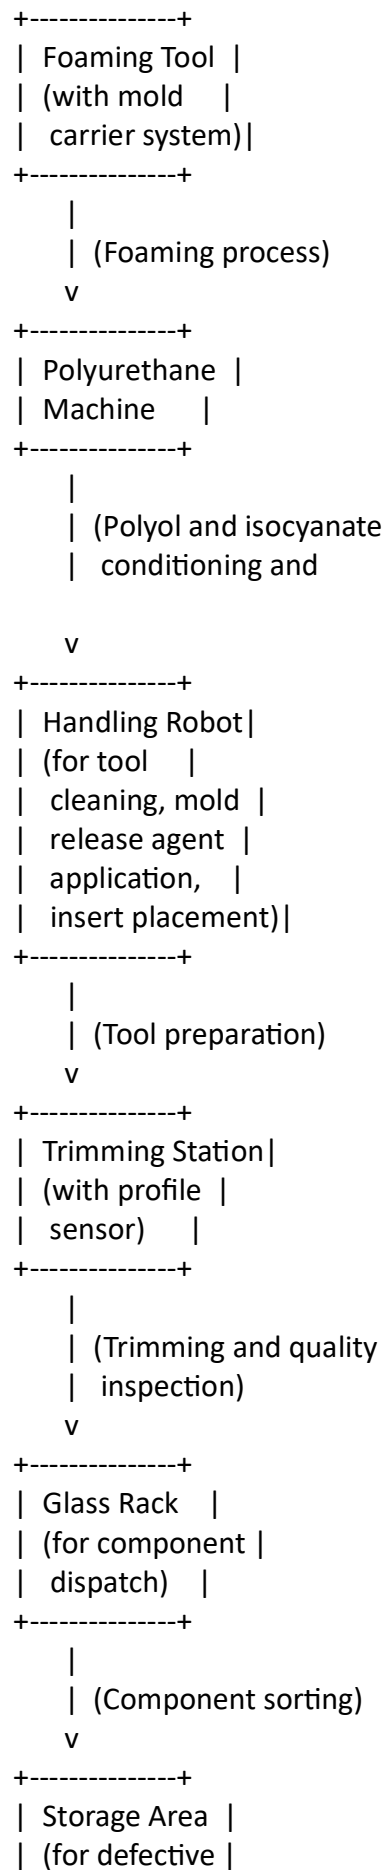 +---------------+
| Foaming Tool |
| (with mold    |
|  carrier system)|
+---------------+
|
| (Foaming process)
v
+---------------+
| Polyurethane |
| Machine     |
+---------------+
|
| (Polyol and isocyanate
|  conditioning and
v
+---------------+
| Handling Robot|
| (for tool    |
|  cleaning, mold |
|  release agent |
|  application,   |
|  insert placement)|
+---------------+
|
| (Tool preparation)
v
+---------------+
| Trimming Station|
| (with profile |
|  sensor)     |
+---------------+
|
| (Trimming and quality
|  inspection)
v
+---------------+
| Glass Rack   |
| (for component |
|  dispatch)   |
+---------------+
|
| (Component sorting)
v
+---------------+
| Storage Area |
| (for defective |